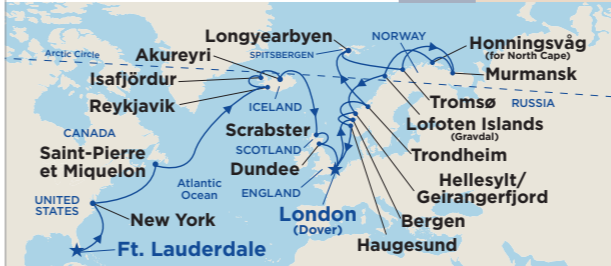 Longyearbyen
SPITSBERGEN
NORWAY
Honningsvåg
(for North Cape)
Murmansk
Arctic Circle
Akureyri
Isafjördur
Reykjavik
ICELAND
Tromsø
RUSSIA
Lofoten Islands
(Gravdal)
CANADA
Scrabster
SCOTLAND
Dundee
Trondheim
Saint-Pierre
et Miquelon
ENGLAND
Hellesylt/
Geirangerfjord
Atlantic
Ocean
UNITED
STATES
New York
London
(Dover)
Bergen
Haugesund
Ft. Lauderdale